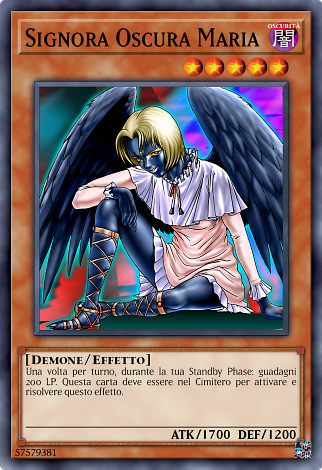 Signora Oscura Maria
OSCURITÀ
闇
[Demone/Effetto]
Una volta per turno, durante la tua Standby Phase: guadagni
200 LP. Questa carta deve essere nel Cimitero per attivare e
risolvere questo effetto.
ATK/1700 DEF/1200
57579381